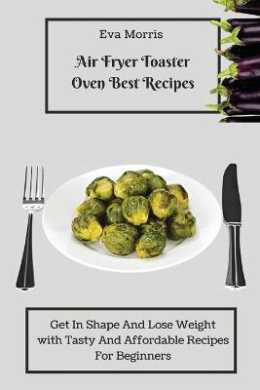 Eva Morris
Air Fryer Toaster
Oven Best Recipes
Get In Shape And Lose Weight
with Tasty And Affordable Recipes
For Beginners